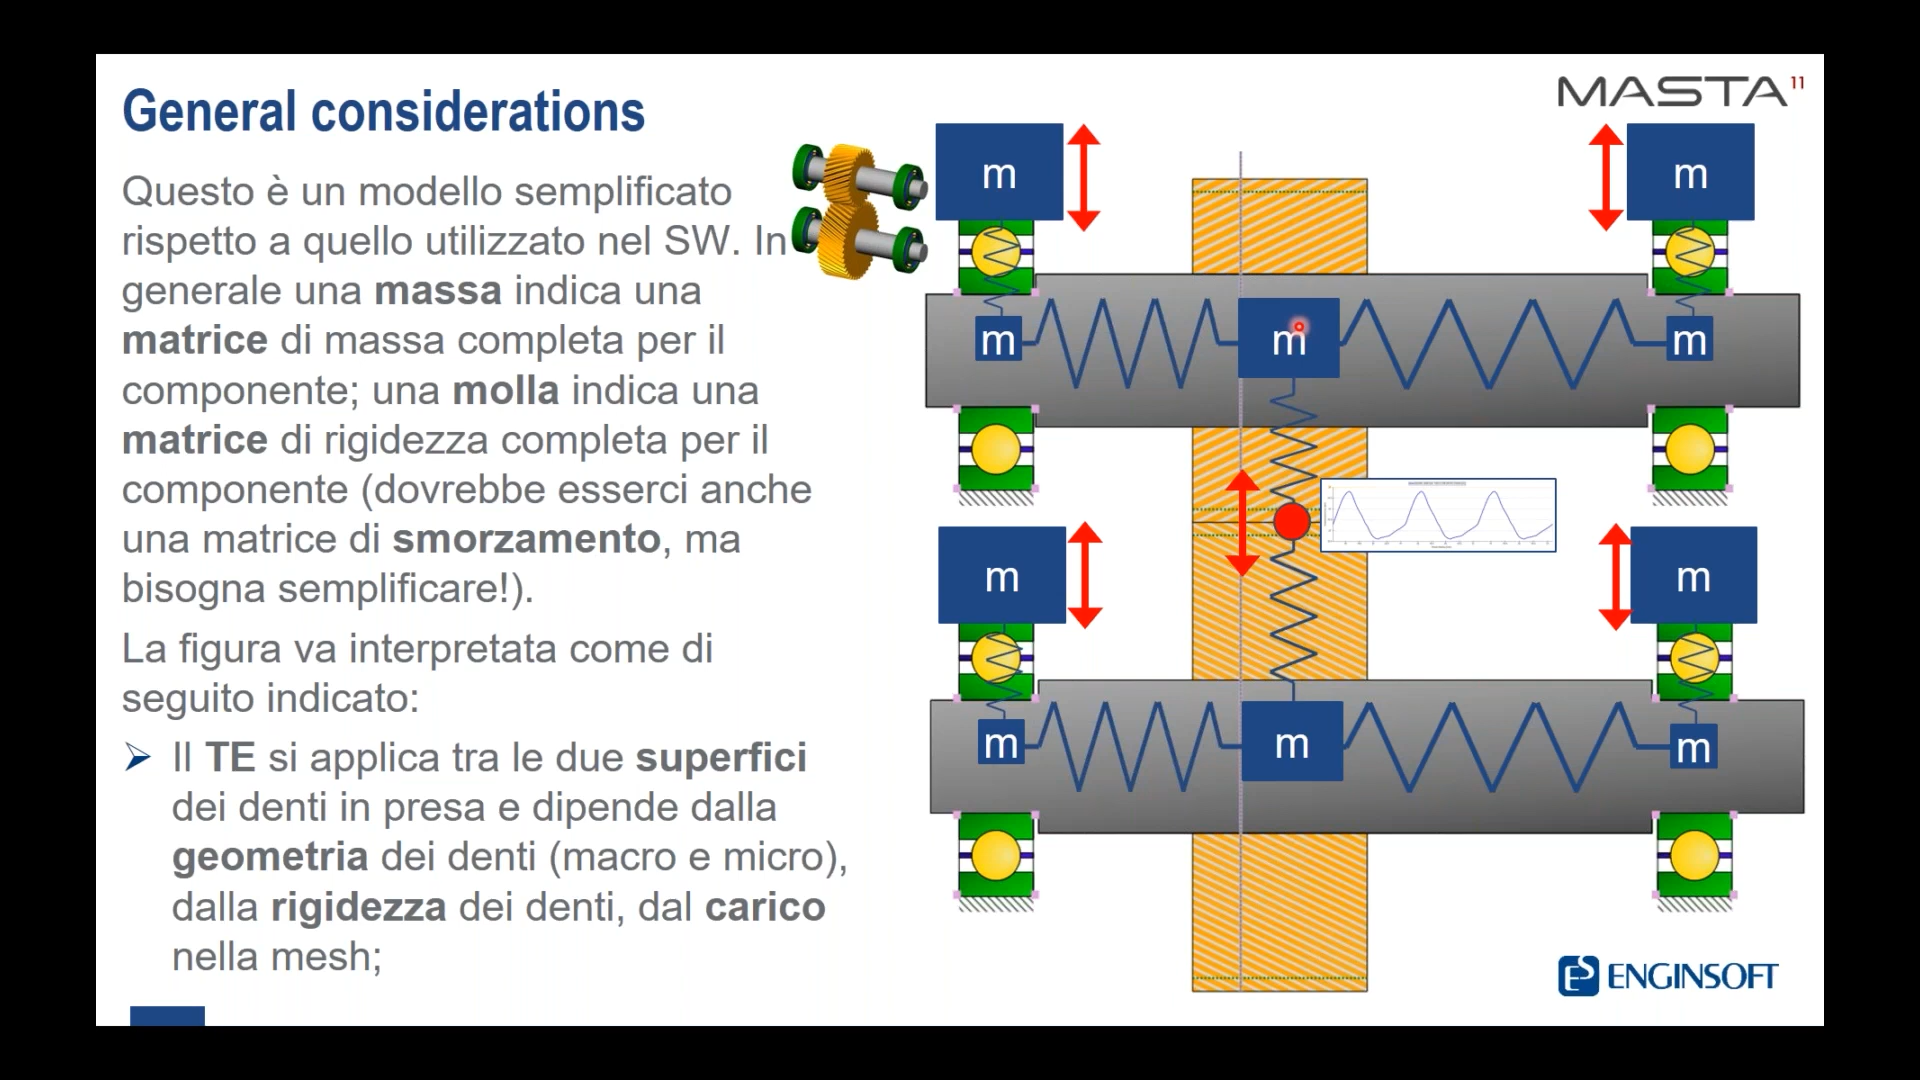 General considerations
MASTA 11
Questo è un modello semplificato
rispetto a quello utilizzato nel SW. In
generale una massa indica una
matrice di massa completa per il
componente; una molla indica una
matrice di rigidezza completa per il
componente (dovrebbe esserci anche
una matrice di smorzamento, ma
bisogna semplificare!).
La figura va interpretata come di
seguito indicato:
Il TE si applica tra le due superfici
dei denti in presa e dipende dalla
geometria dei denti (macro e micro),
dalla rigidezza dei denti, dal carico
nella mesh;
m
m
m
m
m
m
m
m
m
m
ENGINSOFT